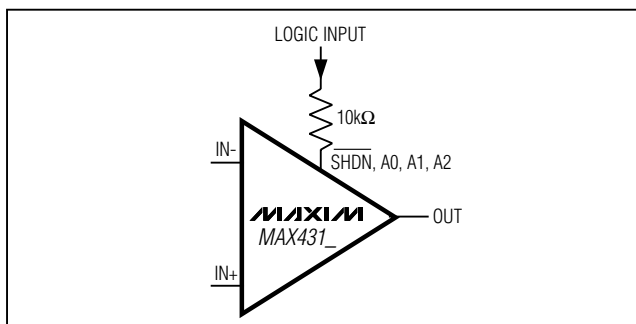 LOGIC INPUT
10kΩ
SHDN, A0, A1, A2
IN-
MAXIM
MAX431_
OUT
IN+